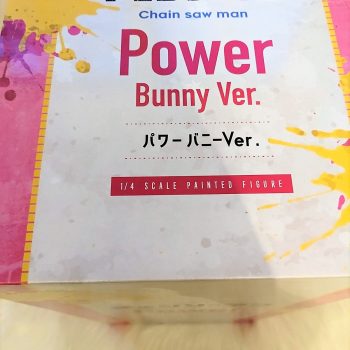 Chain saw man
Power
Bunny Ver.
パワー バニーVer.
1/4 SCALE PAINTED FIGURE